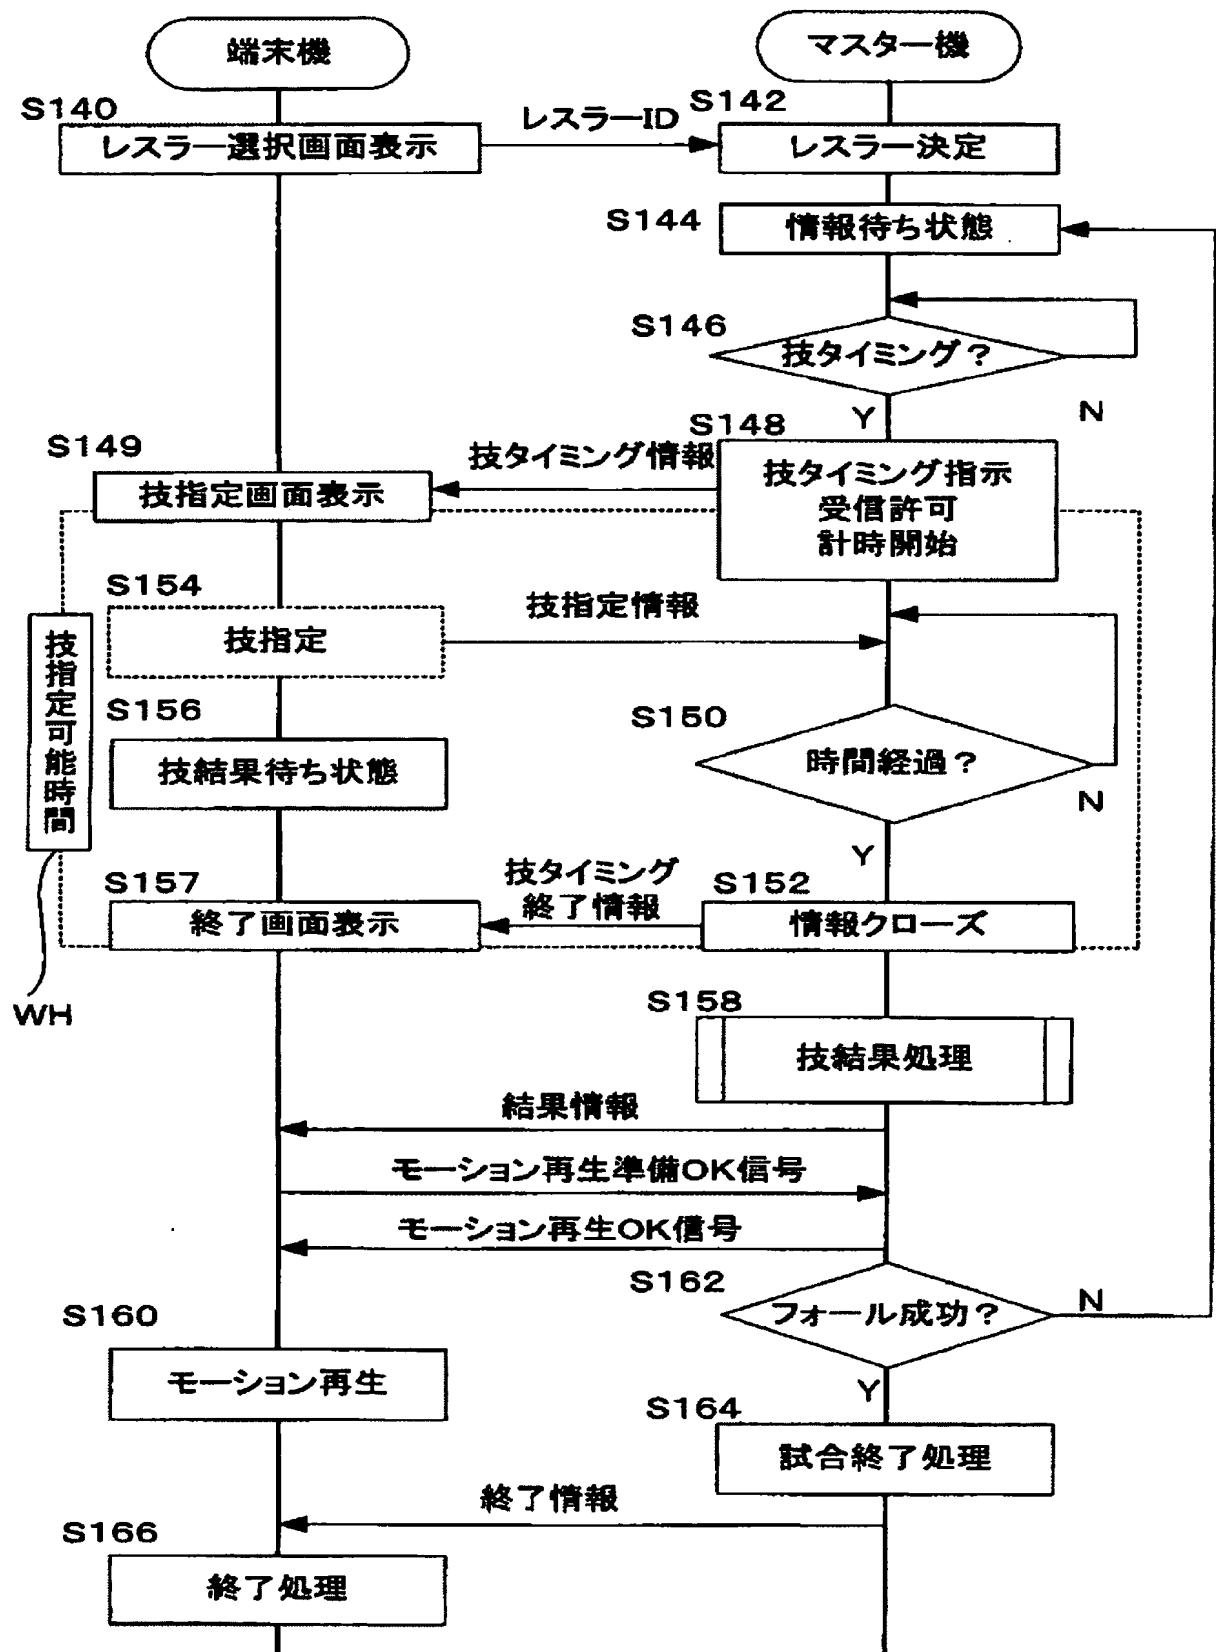 端末機
マスター機
S140
レスラー選択画面表示
レスラーID
S142
レスラー決定
S144
情報待ち状態
S146
技タイミング？
Y
N
S148
技タイミング指示
受信許可
計時開始
技タイミング情報
S149
技指定画面表示
S154
技指定
技指定情報
技指定可能時間
WH
S156
技結果待ち状態
S150
時間経過？
N
Y
S157
終了画面表示
技タイミング
終了情報
S152
情報クローズ
S158
技結果処理
結果情報
モーション再生準備OK信号
モーション再生OK信号
S162
フォール成功？
N
Y
S160
モーション再生
S164
試合終了処理
終了情報
S166
終了処理